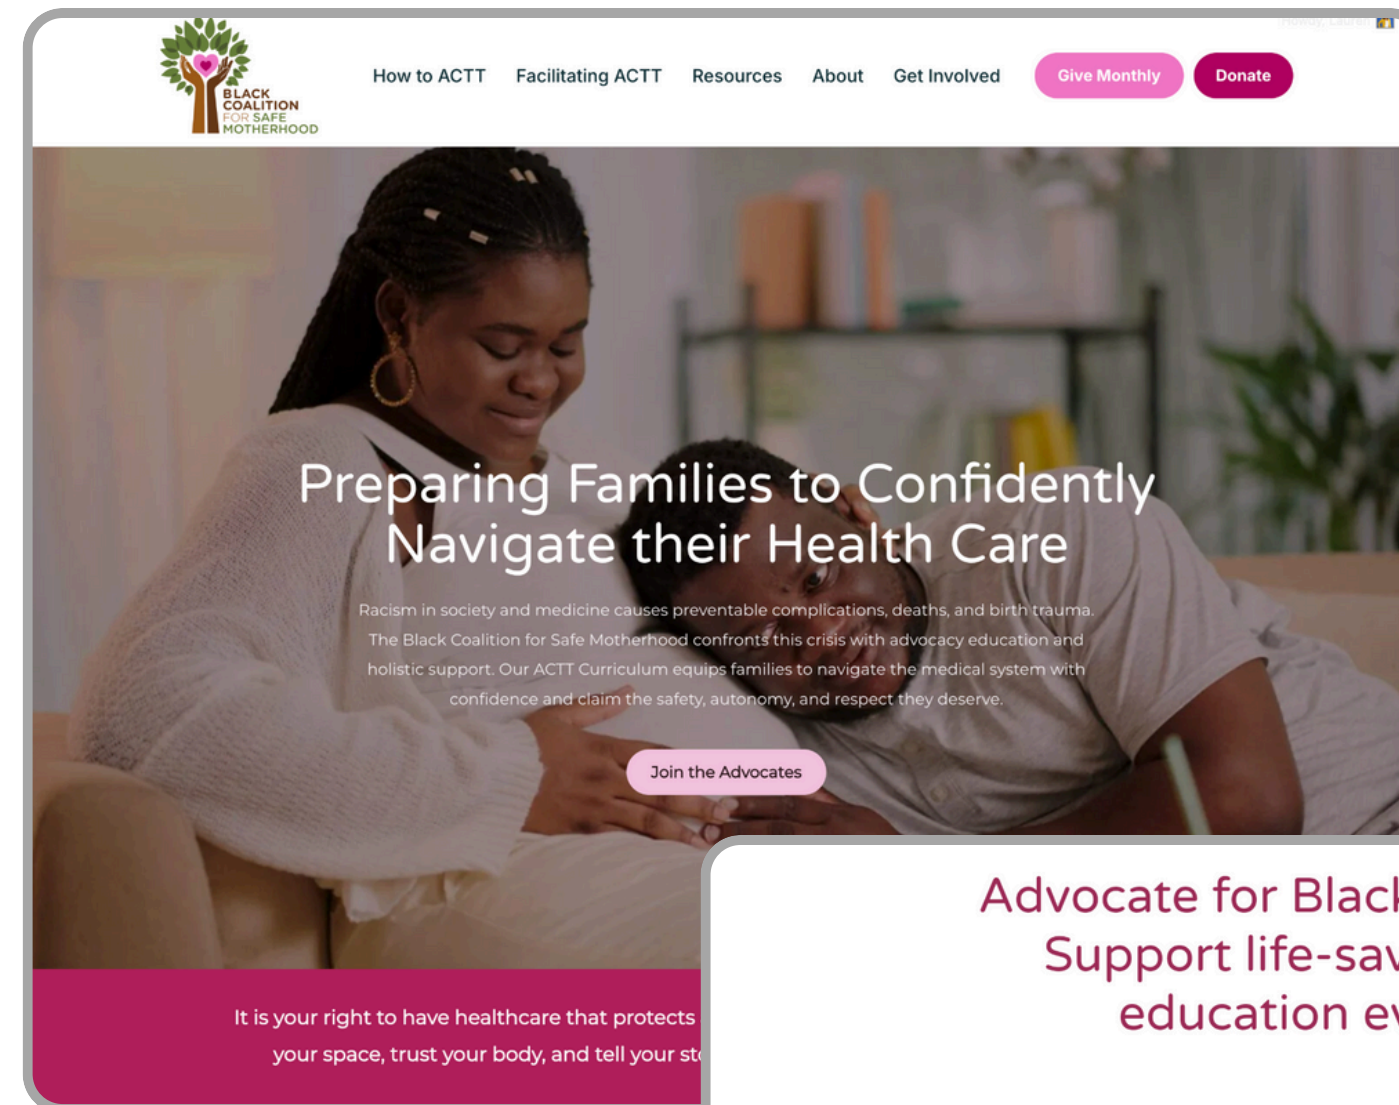 Howdy, Lauren
BLACK
COALITION
FOR SAFE
MOTHERHOOD
How to ACTT
Facilitating ACTT
Resources
About
Get Involved
Give Monthly
Donate
Preparing Families to Confidently
Navigate their Health Care
Racism in society and medicine causes preventable complications, deaths, and birth trauma.
The Black Coalition for Safe Motherhood confronts this crisis with advocacy education and
holistic support. Our ACTT Curriculum equips families to navigate the medical system with
confidence and claim the safety, autonomy, and respect they deserve.
Join the Advocates
It is your right to have healthcare that protects
your space, trust your body, and tell your
Advocate for
Support
education